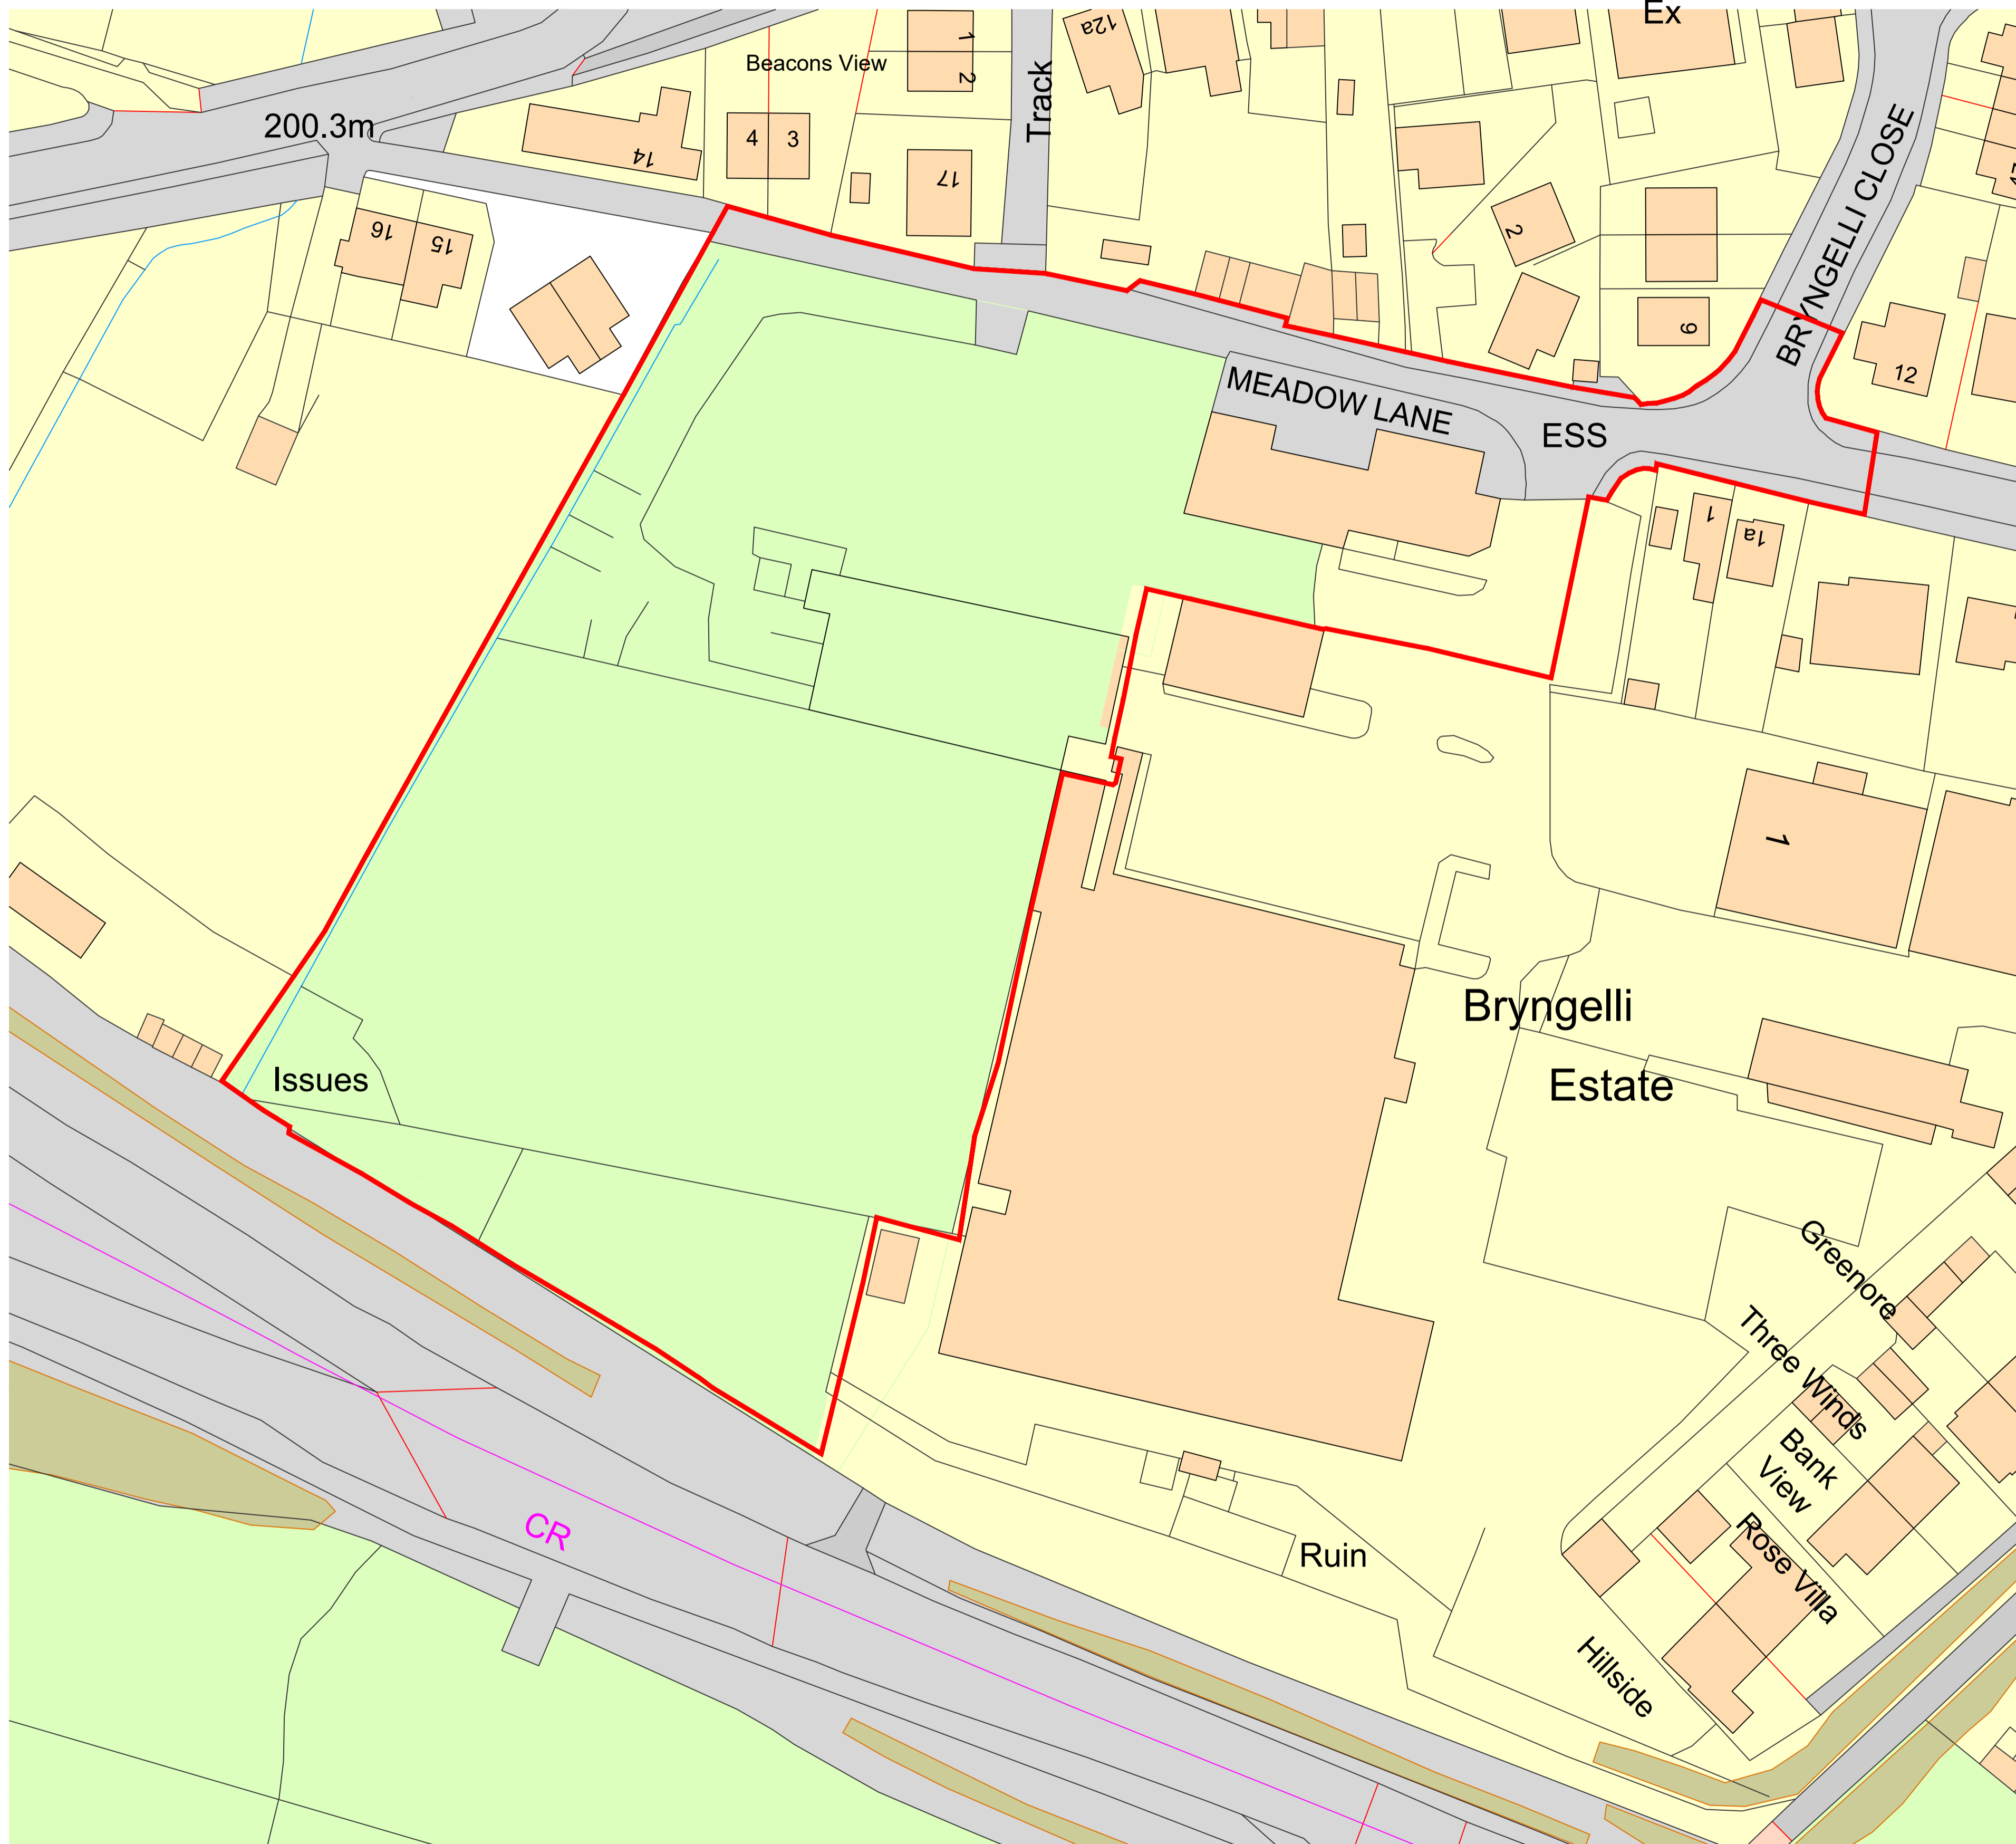 Ex
12a
1
Beacons View
2
Track
200.3m
14
4
3
17
BRYNGELLI CLOSE
16
15
2
9
12
MEADOW LANE
ESS
1
1a
1
Bryngelli
Estate
Issues
Greenore
Three Winds
Bank
View
Rose Villa
CR
Ruin
Hillside